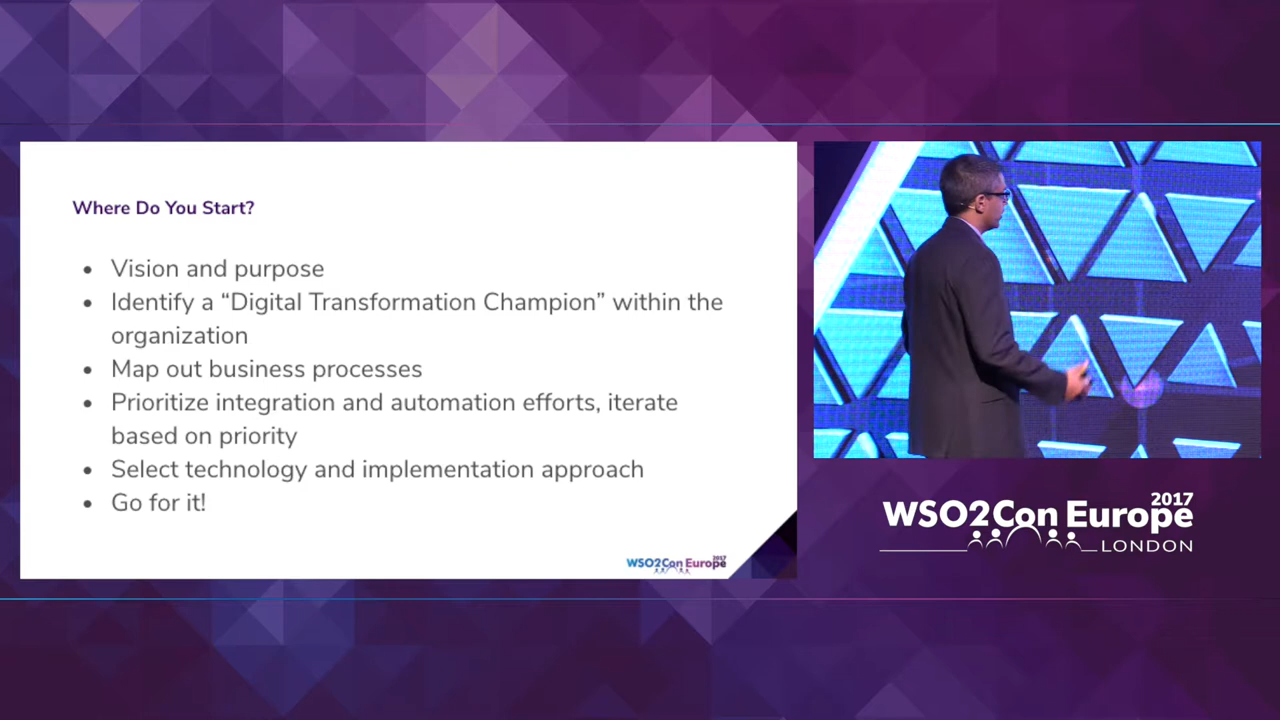 Where Do You Start?
• Vision and purpose
• Identify a “Digital Transformation Champion” within the
organization
• Map out business processes
• Prioritize integration and automation efforts, iterate
based on priority
• Select technology and implementation approach
• Go for it!
WSO2Con Europe 2017
WSO2Con Europe 2017
LONDON